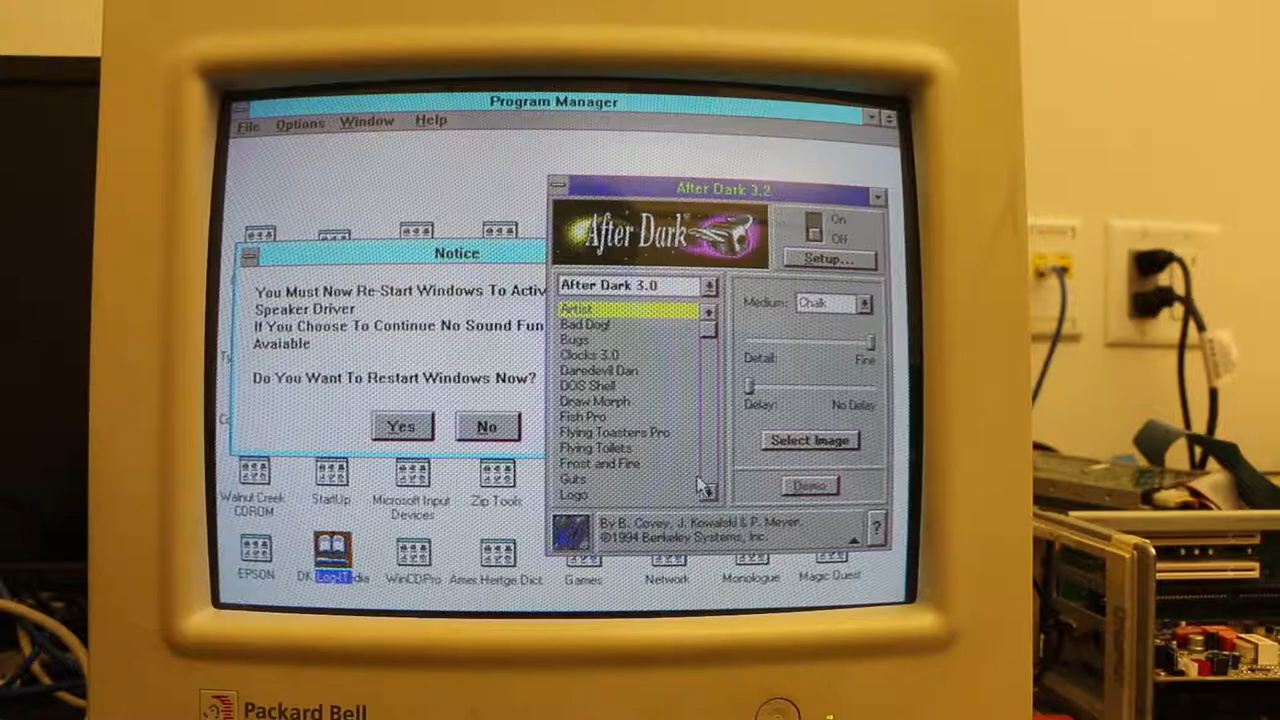 Program Manager
File Options Window Help
After Dark 3.2
After Dark
On
Off
Setup...
Notice
You Must Now Re-Start Windows To Activ
Speaker Driver
If You Choose To Continue No Sound Fun
Avaiable
Do You Want To Restart Windows Now?
Yes No
After Dark 3.0
Artist
Bad Dog!
Bugs
Clocks 3.0
Daredevil Dan
DOS Shell
Draw Morph
Fish Pro
Flying Toasters Pro
Flying Toilets
Frost and Fire
Guts
Logo
Medium: Chalk
Detail: Fine
Delay: No Delay
Select Image
Demo
By B. Covey, J. Kowalski & P. Meyer.
©1994 Berkeley Systems, Inc.
?
Walnut Creek
CDROM
StartUp
Microsoft Input
Devices
Zip Tools
EPSON
WinCDPro
Amer Hertge Dict
Games
Network
Monologue
Magic Quest
Packard Bell